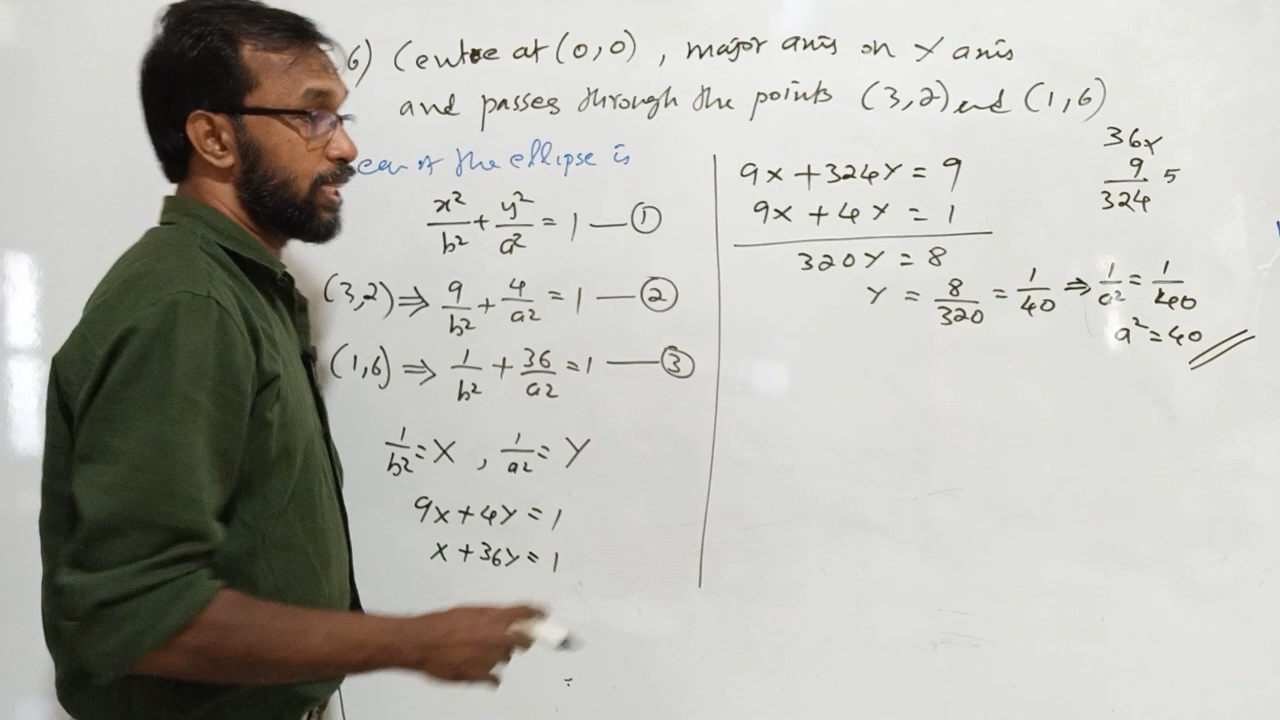 6) Centre at (0,0), major axis on Y axis
and passes through the points (3,2) and (1,6)
eqn of the ellipse is
x²/b² + y²/a² = 1 — ①
(3,2) ⇒ 9/b² + 4/a² = 1 — ②
(1,6) ⇒ 1/b² + 36/a² = 1 — ③
1/b² = X , 1/a² = Y
9x + 4y = 1
x + 36y = 1
9x + 324y = 9
9x + 4y = 1
320y = 8
Y = 8/320 = 1/40 ⇒ 1/a² = 1/40
a² = 40
36x
9
324 5